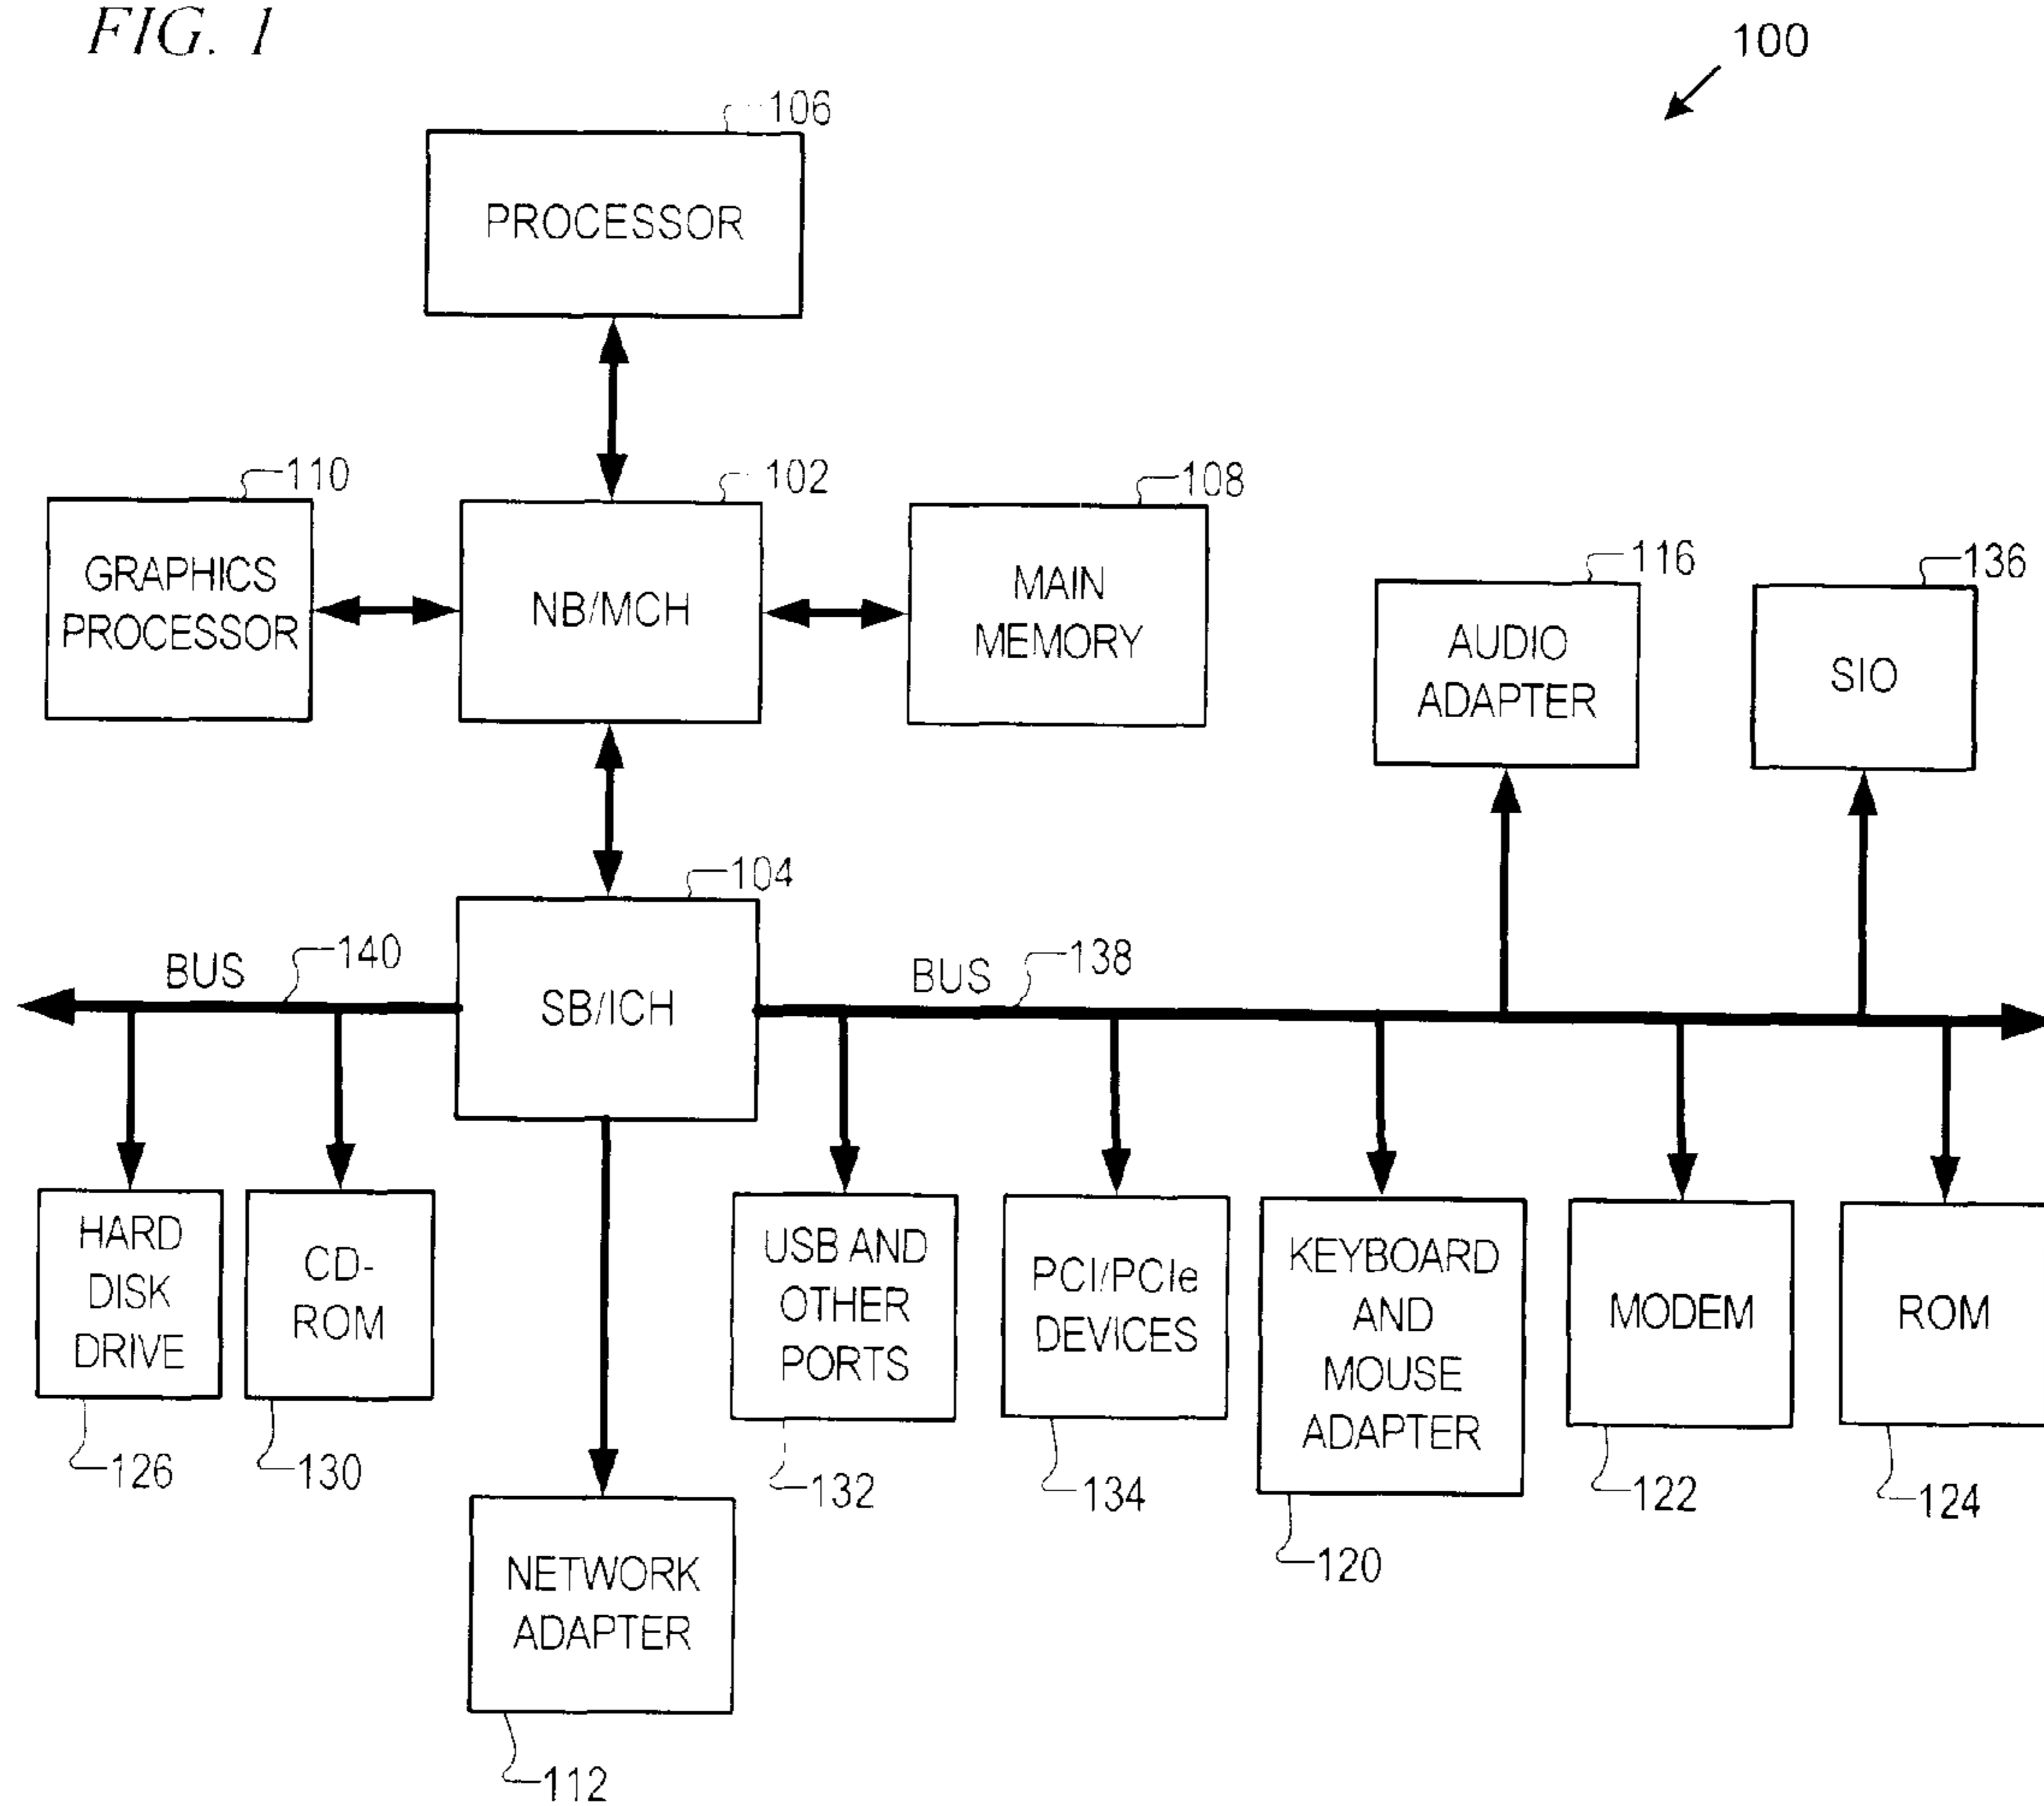 FIG. 1
100
106
PROCESSOR
110
102
108
GRAPHICS
PROCESSOR
NB/MCH
MAIN
MEMORY
116
136
AUDIO
ADAPTER
SIO
104
BUS
140
SB/ICH
BUS
138
HARD
DISK
DRIVE
CD-
ROM
USB AND
OTHER
PORTS
PCI/PCIe
DEVICES
KEYBOARD
AND
MOUSE
ADAPTER
MODEM
ROM
126
130
132
134
120
122
124
NETWORK
ADAPTER
112